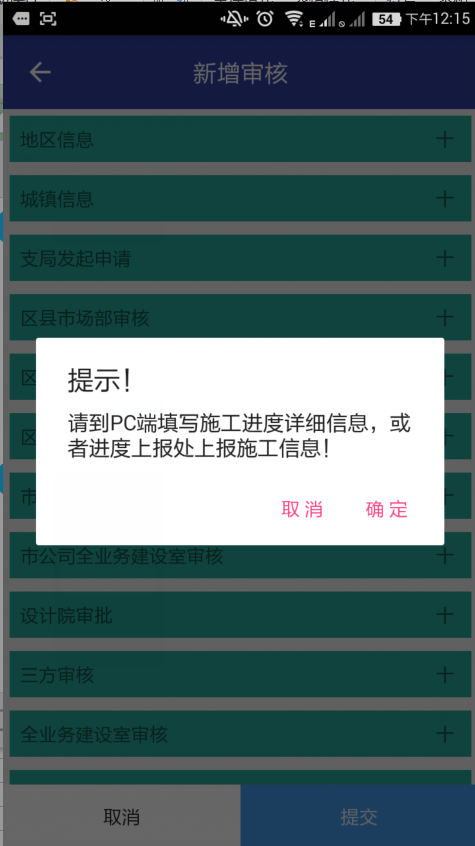 54 下午12:15
新增审核
地区信息
城镇信息
支局发起申请
区县市场部审核
区
区
市
提示!
请到PC端填写施工进度详细信息，或
者进度上报处上报施工信息!
取消 确定
市公司全业务建设室审核
设计院审批
三方审核
全业务建设室审核
取消 提交